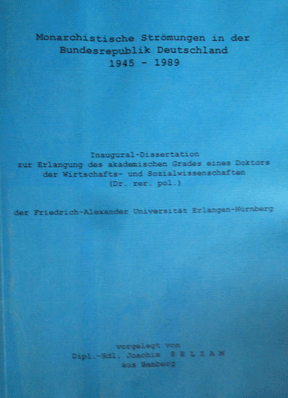 Monarchistische Strömungen in der
Bundesrepublik Deutschland
1945 - 1989
Inaugural-Dissertation
zur Erlangung des akademischen Grades eines Doktors
der Wirtschafts- und Sozialwissenschaften
(Dr. rer. pol.)
der Friedrich-Alexander Universität Erlangen-Nürnberg
vorgelegt von
Dipl.-Hdl. Joachim S E L Z A M
aus Bamberg